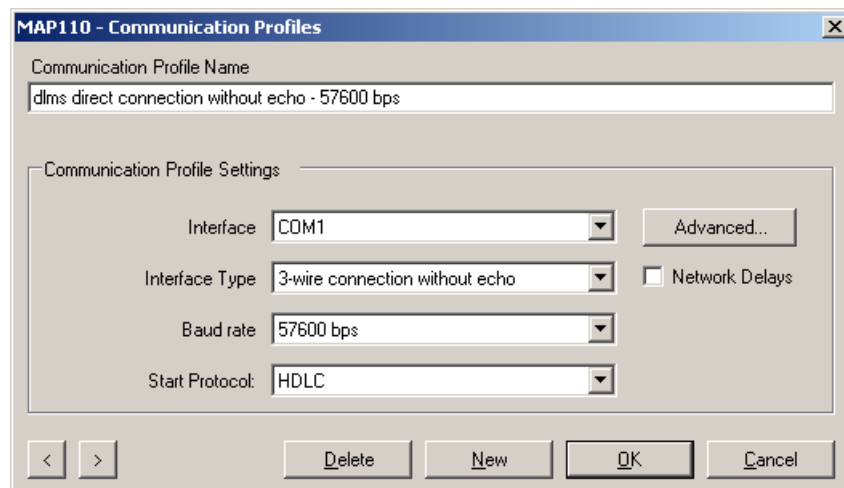 MAP110 - Communication Profiles
Communication Profile Name
dlms direct connection without echo - 57600 bps
Communication Profile Settings
Interface COM1 Advanced...
Interface Type 3-wire connection without echo Network Delays
Baud rate 57600 bps
Start Protocol: HDLC
< > Delete New OK Cancel